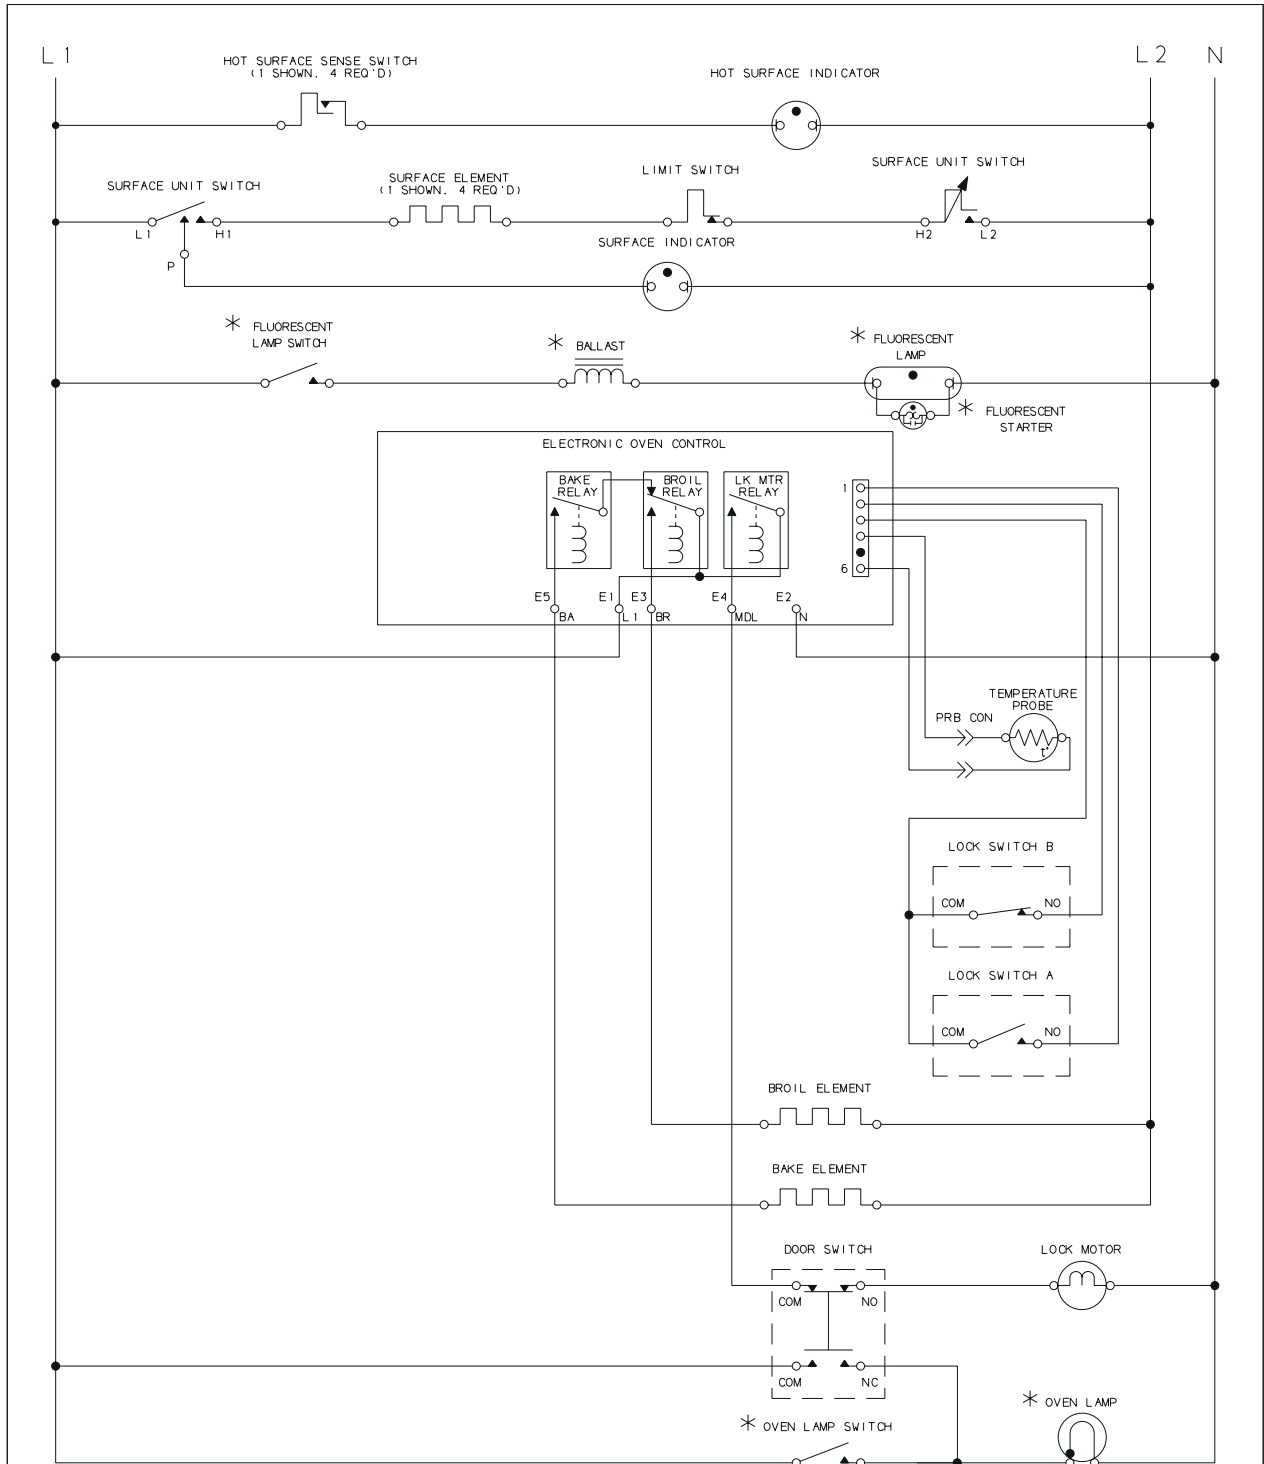 L1
L2 N
HOT SURFACE SENSE SWITCH
(1 SHOWN, 4 REQ'D)
HOT SURFACE INDICATOR
SURFACE UNIT SWITCH
SURFACE ELEMENT
(1 SHOWN, 4 REQ'D)
LIMIT SWITCH
SURFACE UNIT SWITCH
L1 H1
H2 L2
P
SURFACE INDICATOR
* FLUORESCENT
LAMP SWITCH
* BALLAST
* FLUORESCENT
LAMP
* FLUORESCENT
STARTER
ELECTRONIC OVEN CONTROL
BAKE
RELAY
BROIL
RELAY
LK MTR
RELAY
1
6
E5 E1 E3 E4 E2
BA L1 BR MDL N
TEMPERATURE
PROBE
PRB CON
t°
LOCK SWITCH B
COM NO
LOCK SWITCH A
COM NO
BROIL ELEMENT
BAKE ELEMENT
DOOR SWITCH
LOCK MOTOR
COM NO
COM NC
* OVEN LAMP SWITCH
* OVEN LAMP